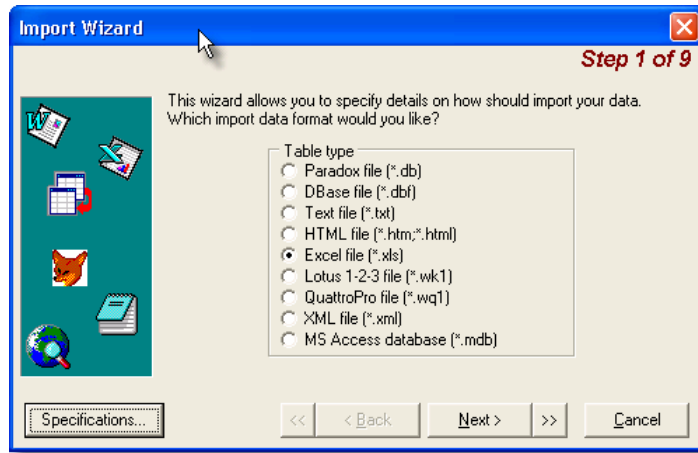 Import Wizard
Step 1 of 9
This wizard allows you to specify details on how should import your data.
Which import data format would you like?
Table type
Paradox file (*.db)
DBase file (*.dbf)
Text file (*.txt)
HTML file (*.htm;*.html)
Excel file (*.xls)
Lotus 1-2-3 file (*.wk1)
QuattroPro file (*.wq1)
XML file (*.xml)
MS Access database (*.mdb)
Specifications... << < Back Next > >> Cancel